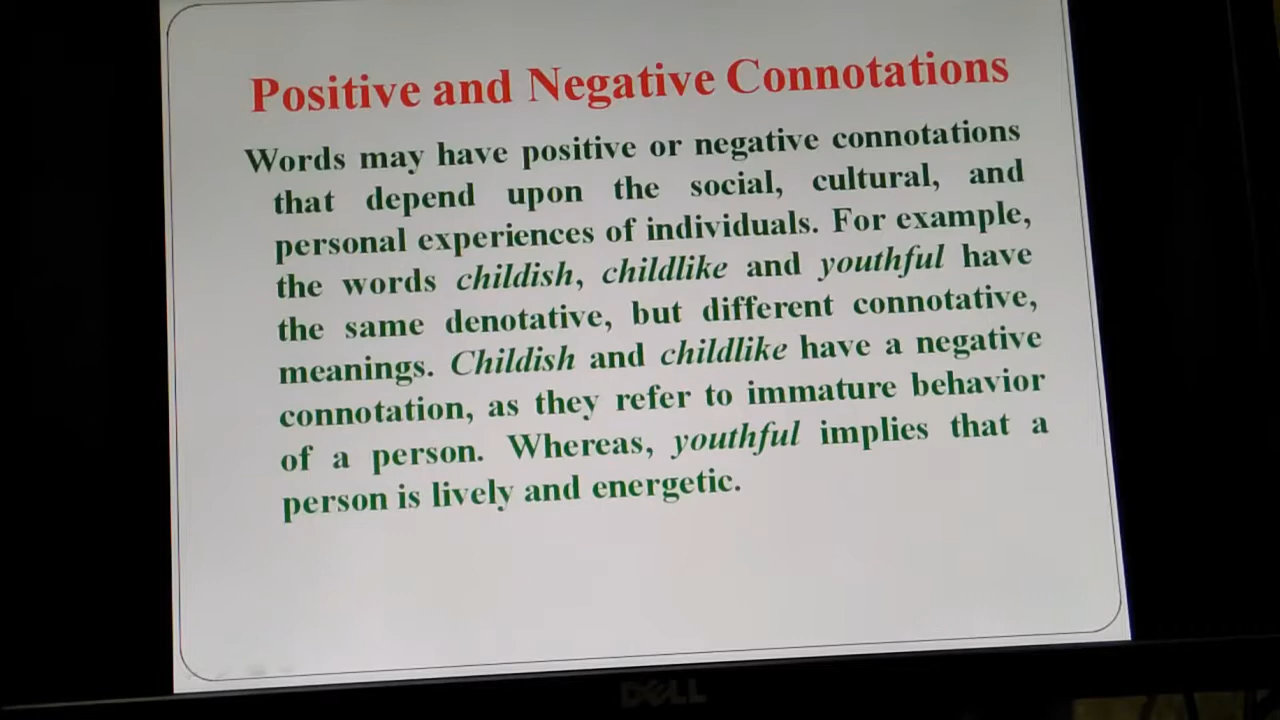 Positive and Negative Connotations
Words may have positive or negative connotations
that depend upon the social, cultural, and
personal experiences of individuals. For example,
the words childish, childlike and youthful have
the same denotative, but different connotative,
meanings. Childish and childlike have a negative
connotation, as they refer to immature behavior
of a person. Whereas, youthful implies that a
person is lively and energetic.
DELL